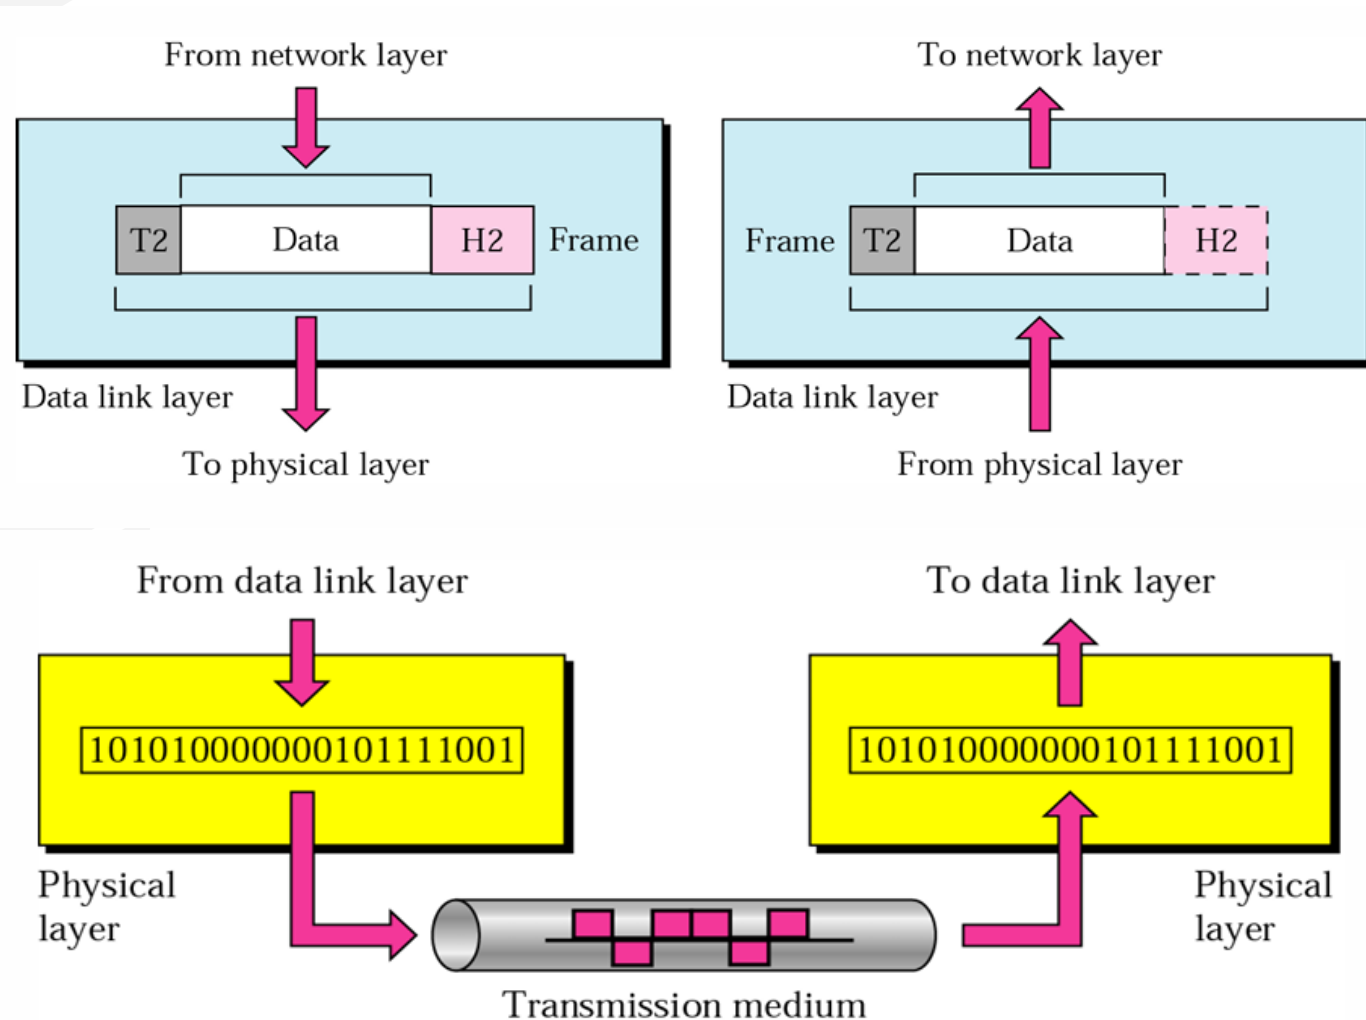 From network layer
To network layer
T2 Data H2 Frame
Frame T2 Data H2
Data link layer
Data link layer
To physical layer
From physical layer
From data link layer
To data link layer
101010000000101111001
101010000000101111001
Physical
layer
Physical
layer
Transmission medium